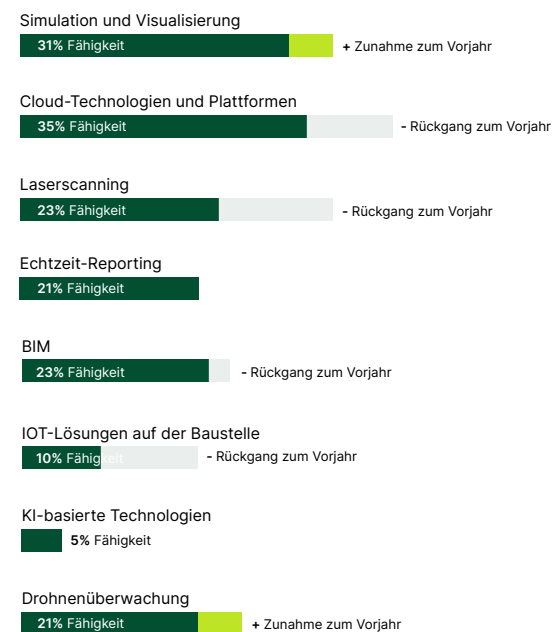 Simulation und Visualisierung
31% Fähigkeit
+ Zunahme zum Vorjahr
Cloud-Technologien und Plattformen
35% Fähigkeit
- Rückgang zum Vorjahr
Laserscanning
23% Fähigkeit
- Rückgang zum Vorjahr
Echtzeit-Reporting
21% Fähigkeit
BIM
23% Fähigkeit
- Rückgang zum Vorjahr
IOT-Lösungen auf der Baustelle
10% Fähigkeit
- Rückgang zum Vorjahr
KI-basierte Technologien
5% Fähigkeit
Drohnenüberwachung
21% Fähigkeit
+ Zunahme zum Vorjahr